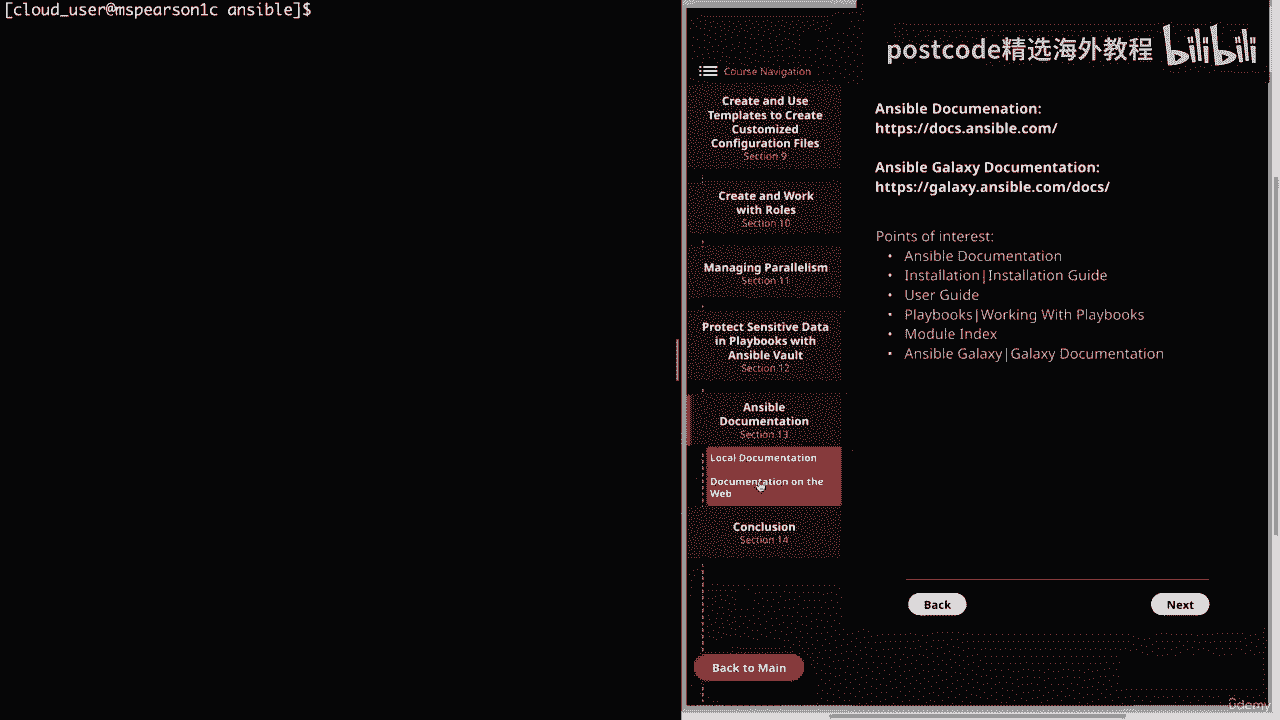 [cloud_user@mspearson1c ansible]$
postcode精选海外教程 bilibili
Course Navigation
Create and Use
Templates to Create
Customized
Configuration Files
Section 9
Create and Work
with Roles
Section 10
Managing Parallelism
Section 11
Protect Sensitive Data
in Playbooks with
Ansible Vault
Section 12
Ansible
Documentation
Section 13
Local Documentation
Documentation on the
Web
Conclusion
Section 14
Back to Main
Ansible Documenation:
https://docs.ansible.com/
Ansible Galaxy Documentation:
https://galaxy.ansible.com/docs/
Points of interest:
• Ansible Documentation
• Installation|Installation Guide
• User Guide
• Playbooks|Working With Playbooks
• Module Index
• Ansible Galaxy|Galaxy Documentation
Back
Next
ûdemy